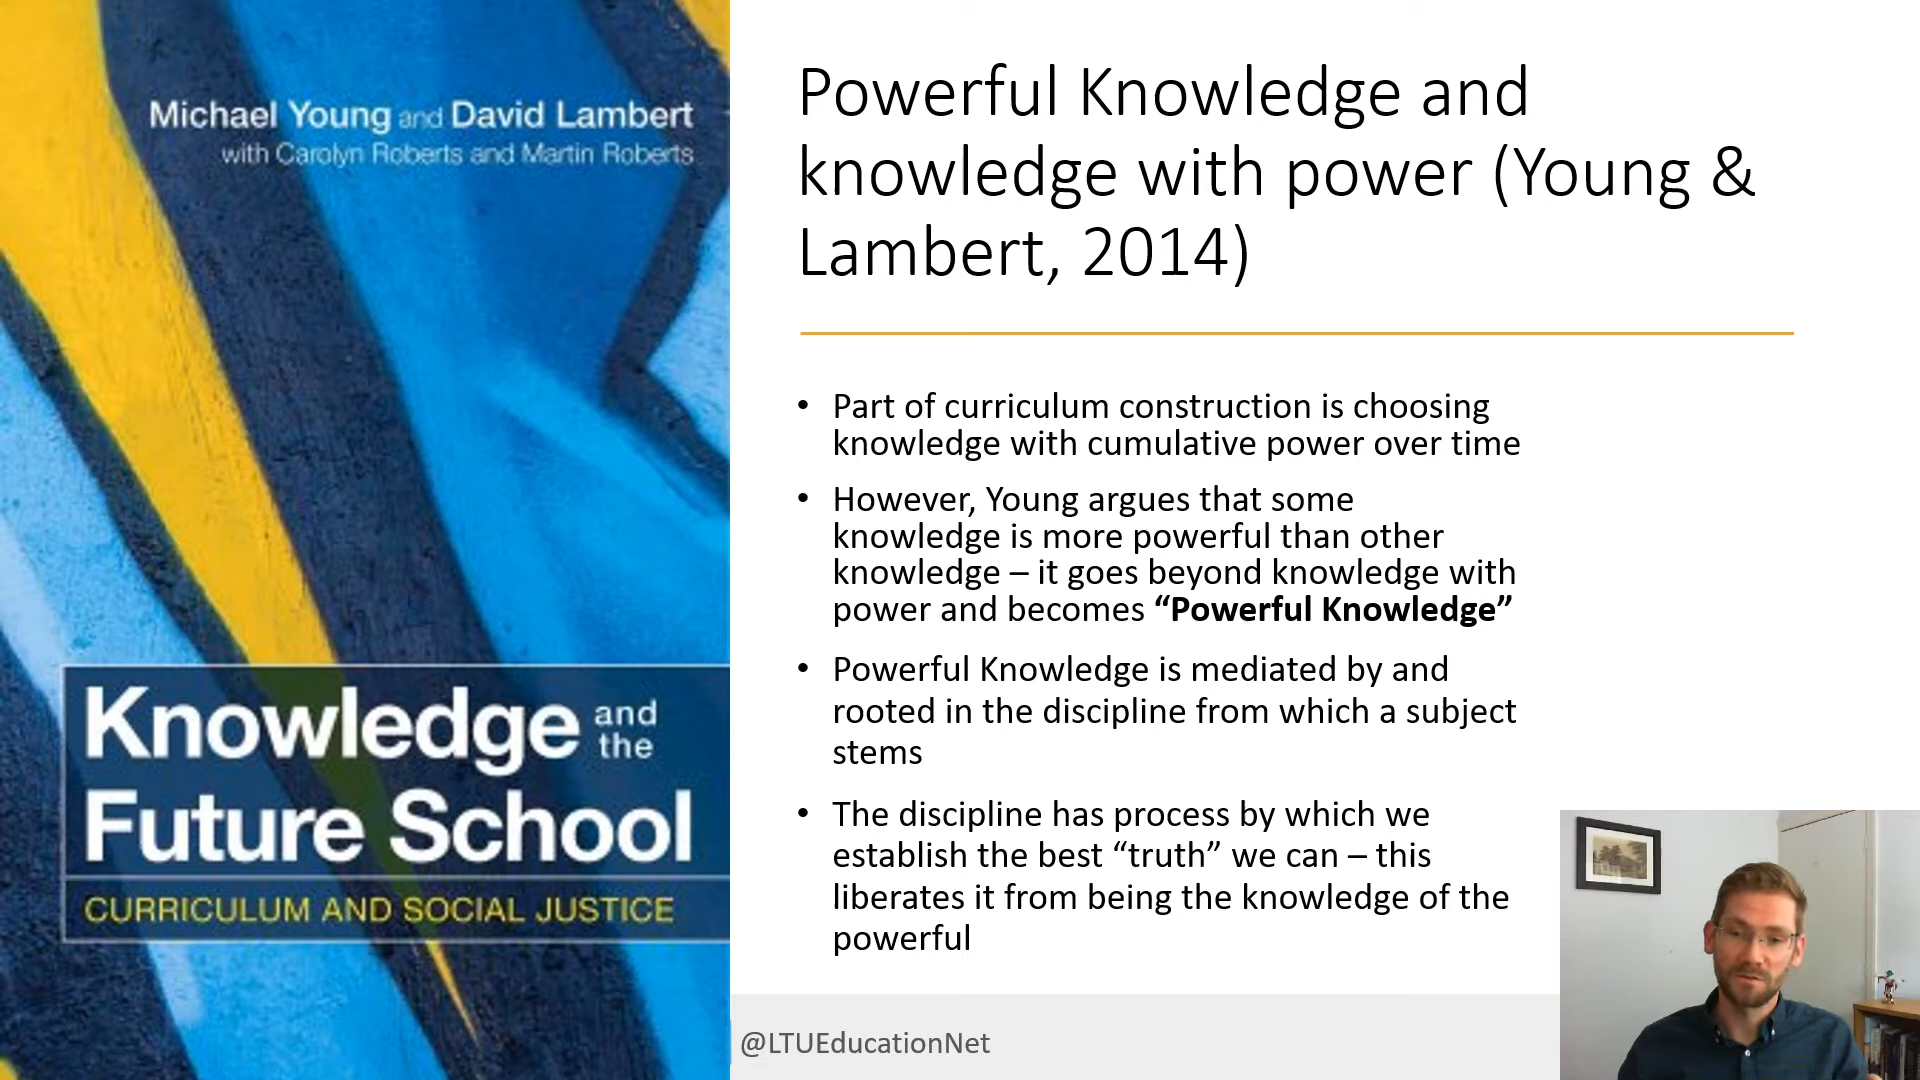 Michael Young and David Lambert
with Carolyn Roberts and Martin Roberts
Knowledge and the
Future School
CURRICULUM AND SOCIAL JUSTICE
Powerful Knowledge and
knowledge with power (Young &
Lambert, 2014)
• Part of curriculum construction is choosing
knowledge with cumulative power over time
• However, Young argues that some
knowledge is more powerful than other
knowledge – it goes beyond knowledge with
power and becomes “Powerful Knowledge”
• Powerful Knowledge is mediated by and
rooted in the discipline from which a subject
stems
• The discipline has process by which we
establish the best “truth” we can – this
liberates it from being the knowledge of the
powerful
@LTUEducationNet